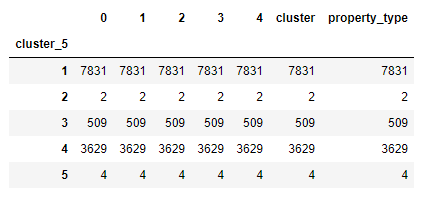 0 1 2 3 4 cluster property_type
cluster_5
1 7831 7831 7831 7831 7831 7831 7831
2 2 2 2 2 2 2 2
3 509 509 509 509 509 509 509
4 3629 3629 3629 3629 3629 3629 3629
5 4 4 4 4 4 4 4